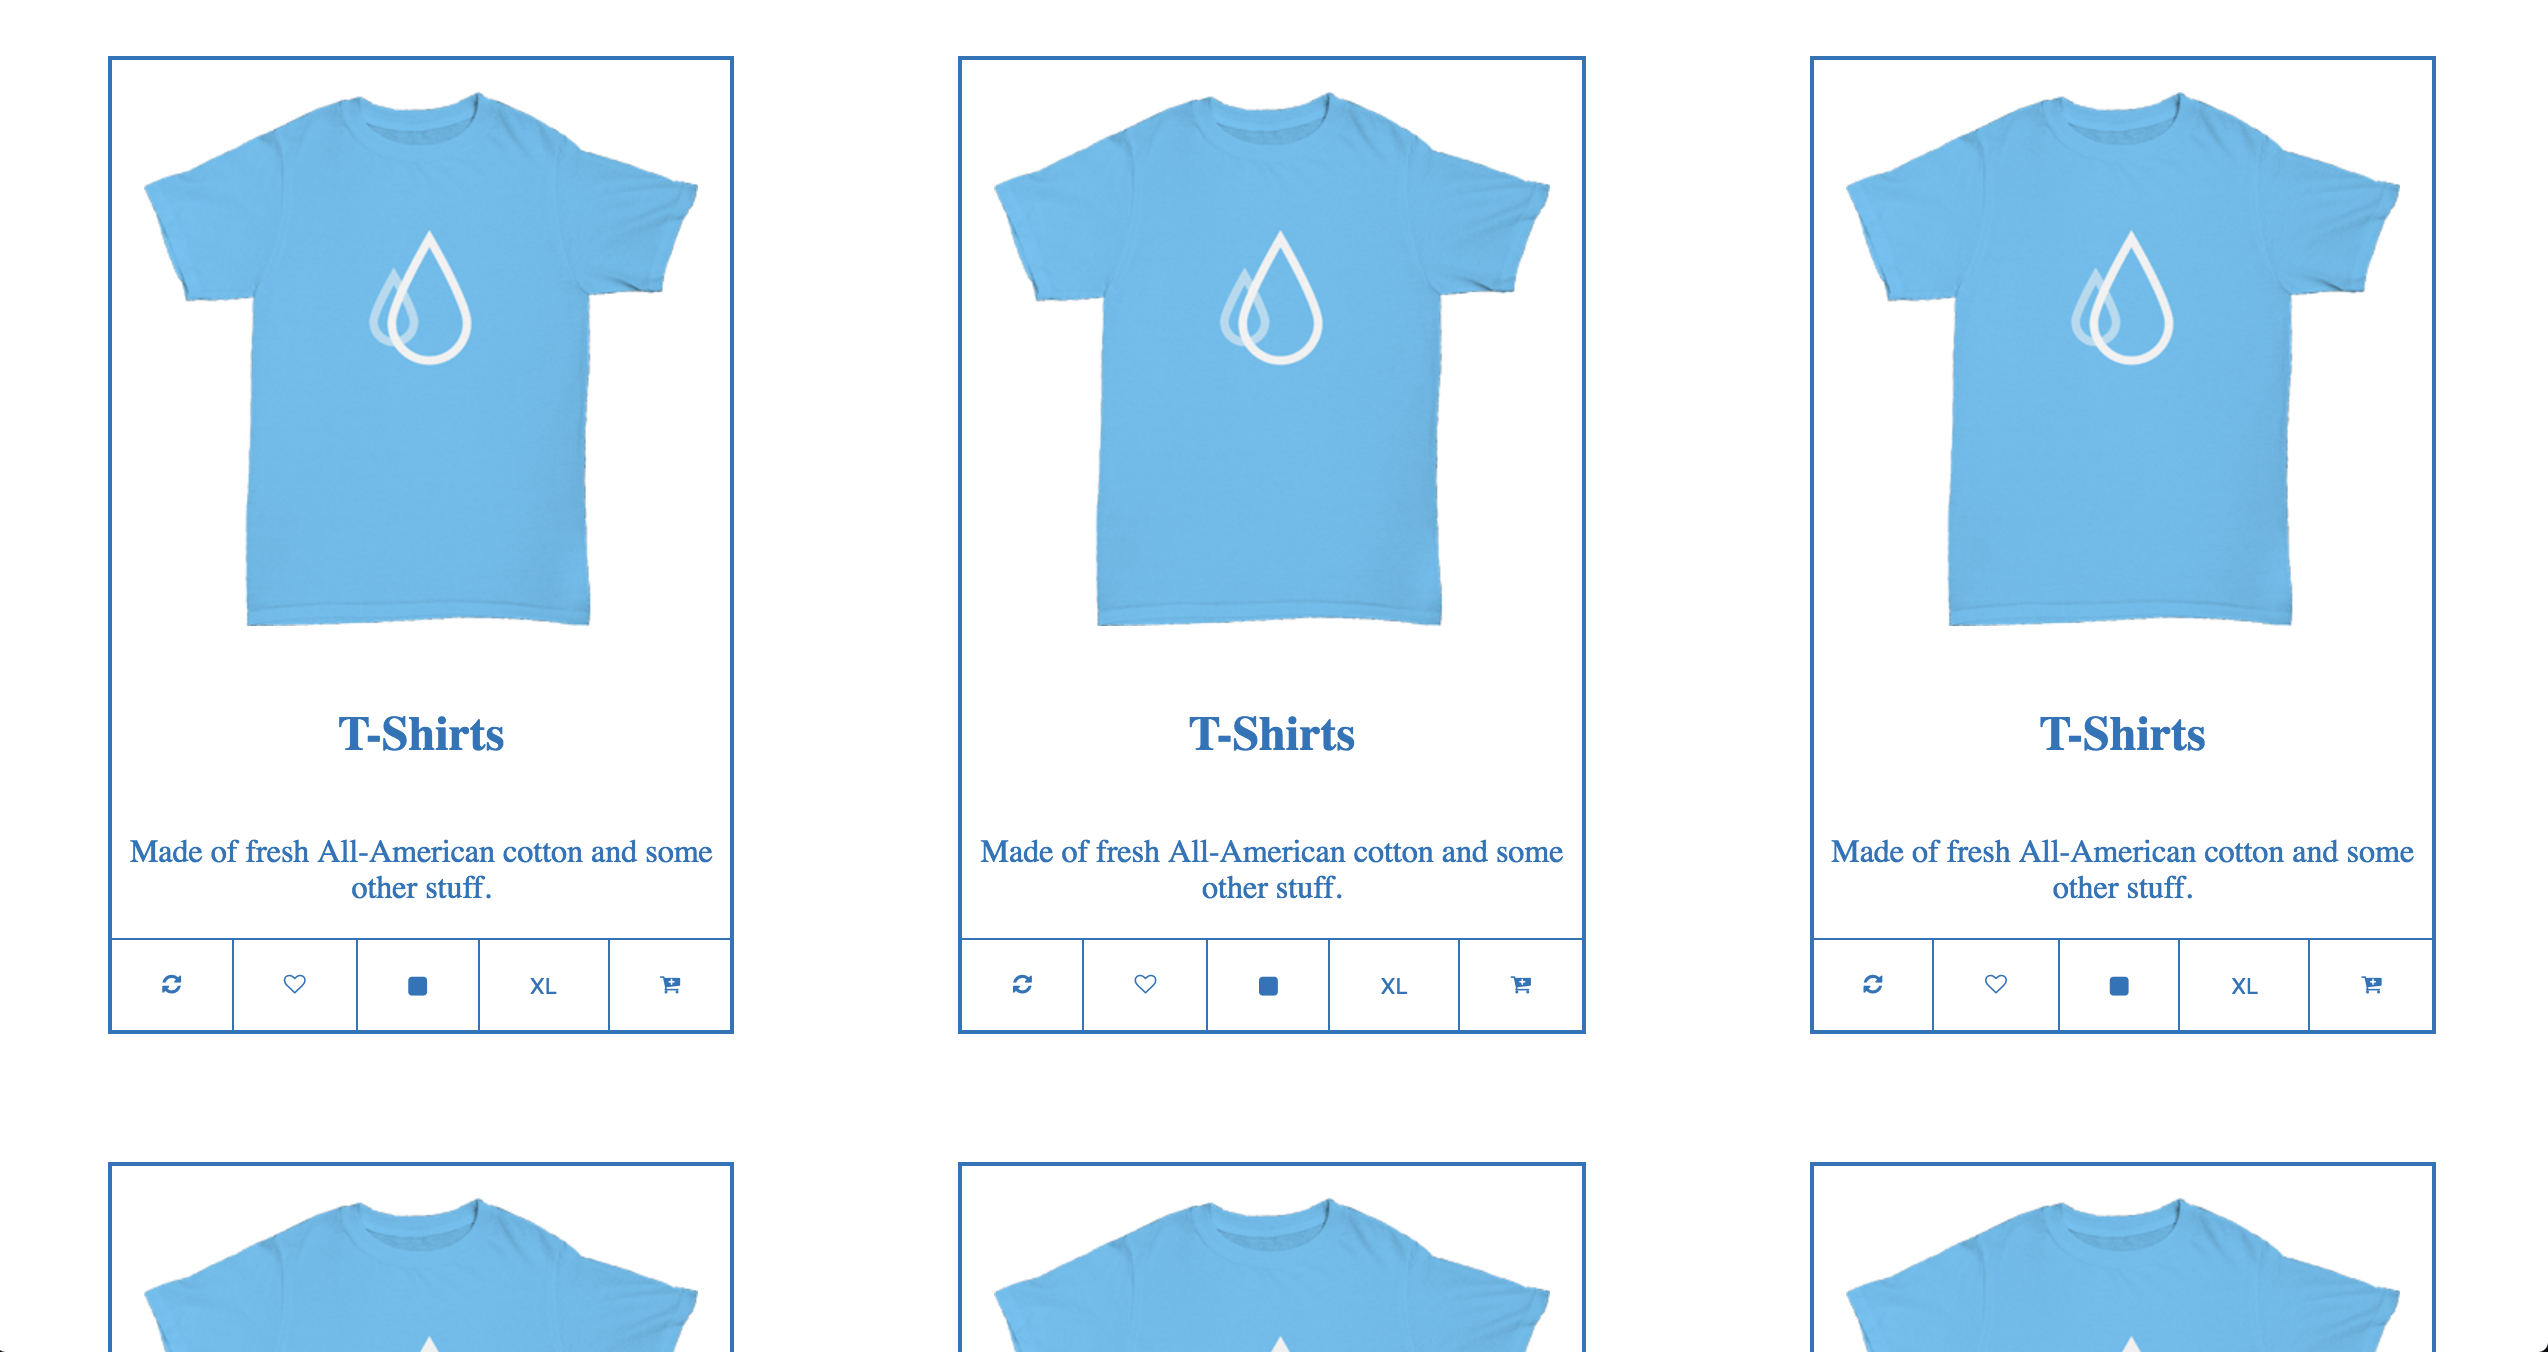 T-Shirts
Made of fresh All-American cotton and some
other stuff.
XL
T-Shirts
Made of fresh All-American cotton and some
other stuff.
XL
T-Shirts
Made of fresh All-American cotton and some
other stuff.
XL